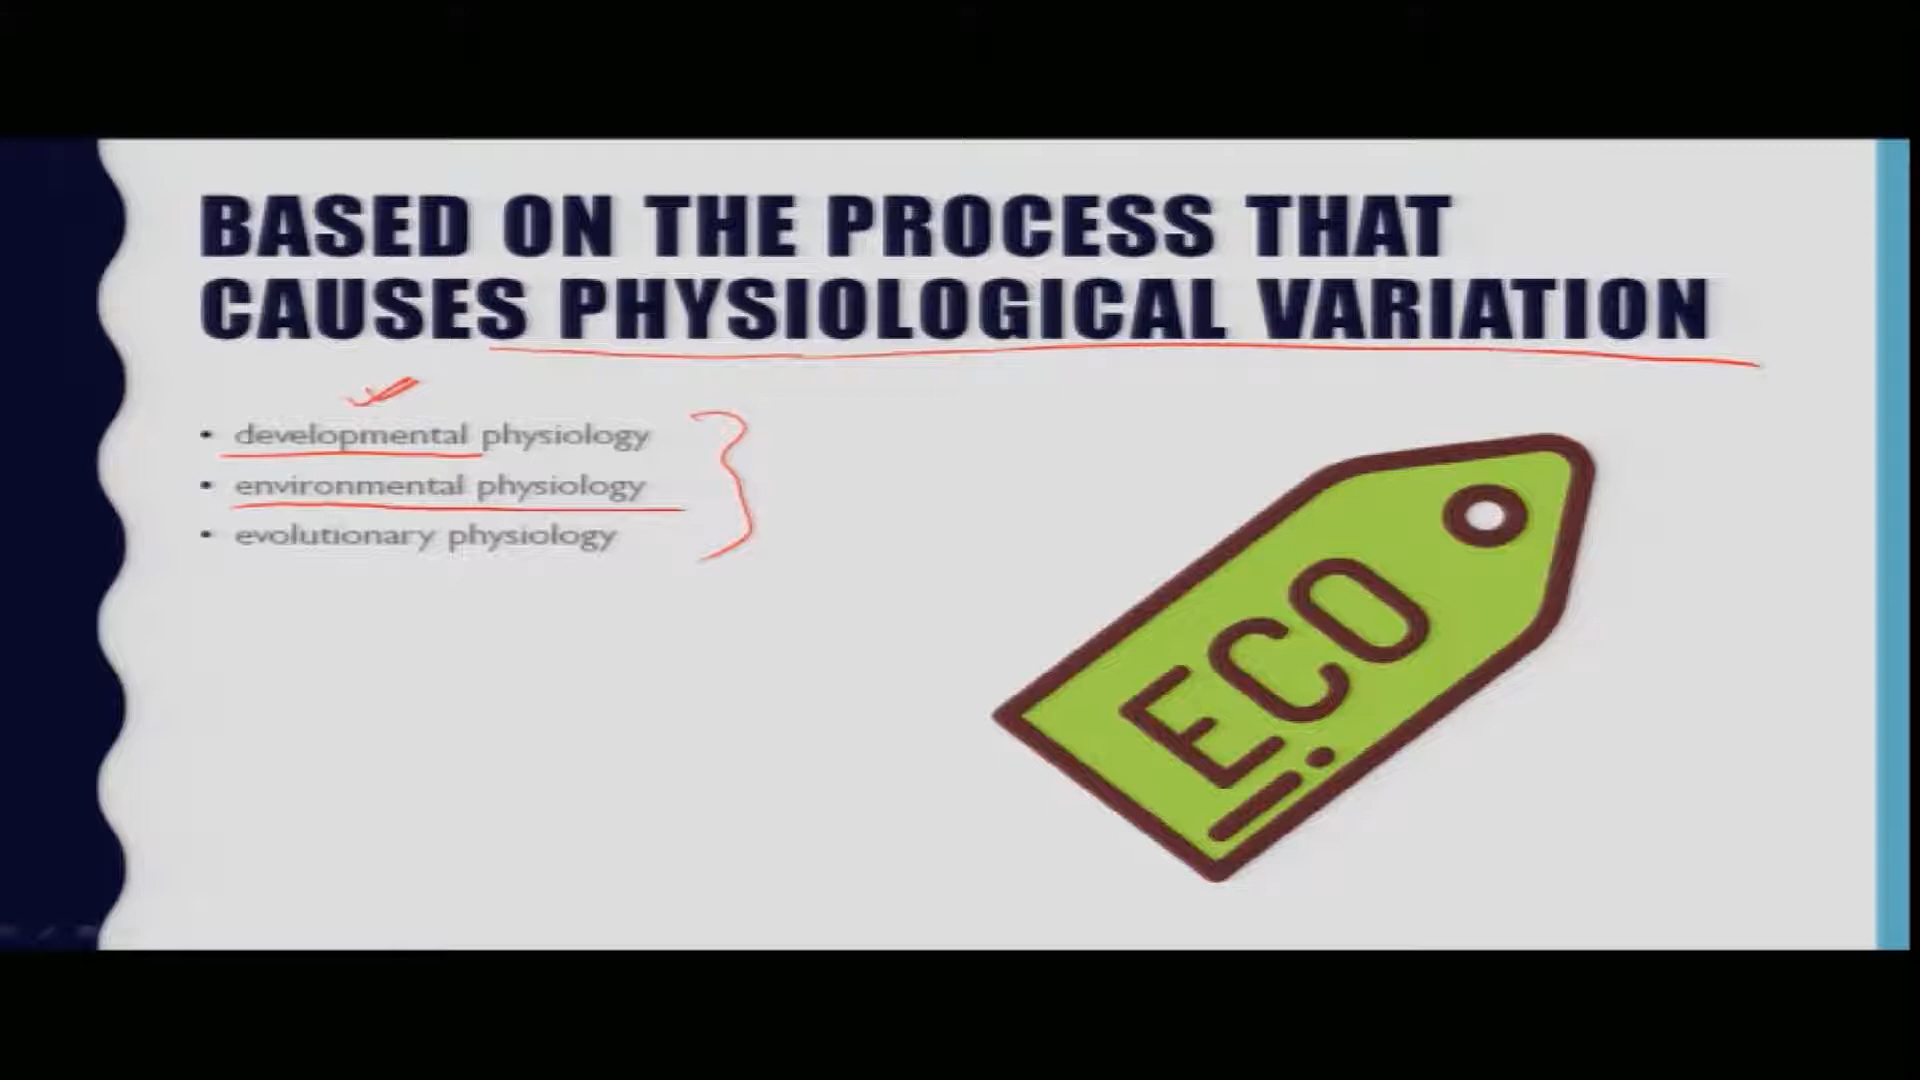 BASED ON THE PROCESS THAT
CAUSES PHYSIOLOGICAL VARIATION
• developmental physiology
• environmental physiology
• evolutionary physiology
ECO